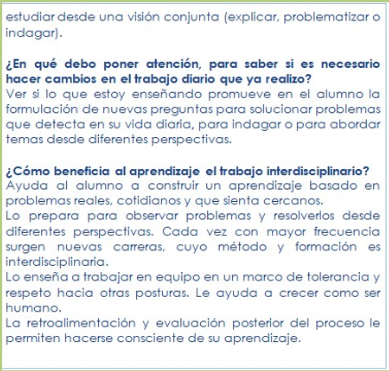 estudiar desde una visión conjunta (explicar, problematizar o
indagar).
¿En qué debo poner atención, para saber si es necesario
hacer cambios en el trabajo diario que ya realizo?
Ver si lo que estoy enseñando promueve en el alumno la
formulación de nuevas preguntas para solucionar problemas
que detecta en su vida diaria, para indagar o para abordar
temas desde diferentes perspectivas.
¿Cómo beneficia al aprendizaje el trabajo interdisciplinario?
Ayuda al alumno a construir un aprendizaje basado en
problemas reales, cotidianos y que sienta cercanos.
Lo prepara para observar problemas y resolverlos desde
diferentes perspectivas. Cada vez con mayor frecuencia
surgen nuevas carreras, cuyo método y formación es
interdisciplinaria.
Lo enseña a trabajar en equipo en un marco de tolerancia y
respeto hacia otras posturas. Le ayuda a crecer como ser
humano.
La retroalimentación y evaluación posterior del proceso le
permiten hacerse consciente de su aprendizaje.